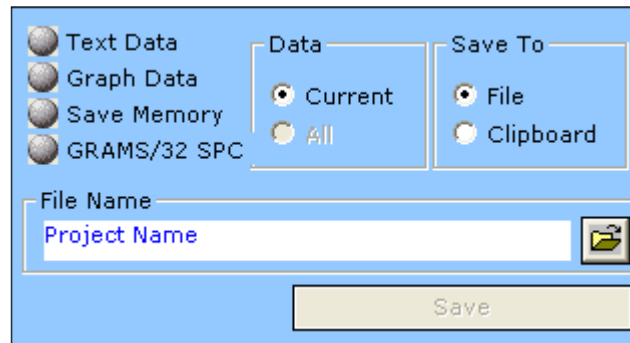 Text Data
Graph Data
Save Memory
GRAMS/32 SPC
Data
Current
All
Save To
File
Clipboard
File Name
Project Name
Save